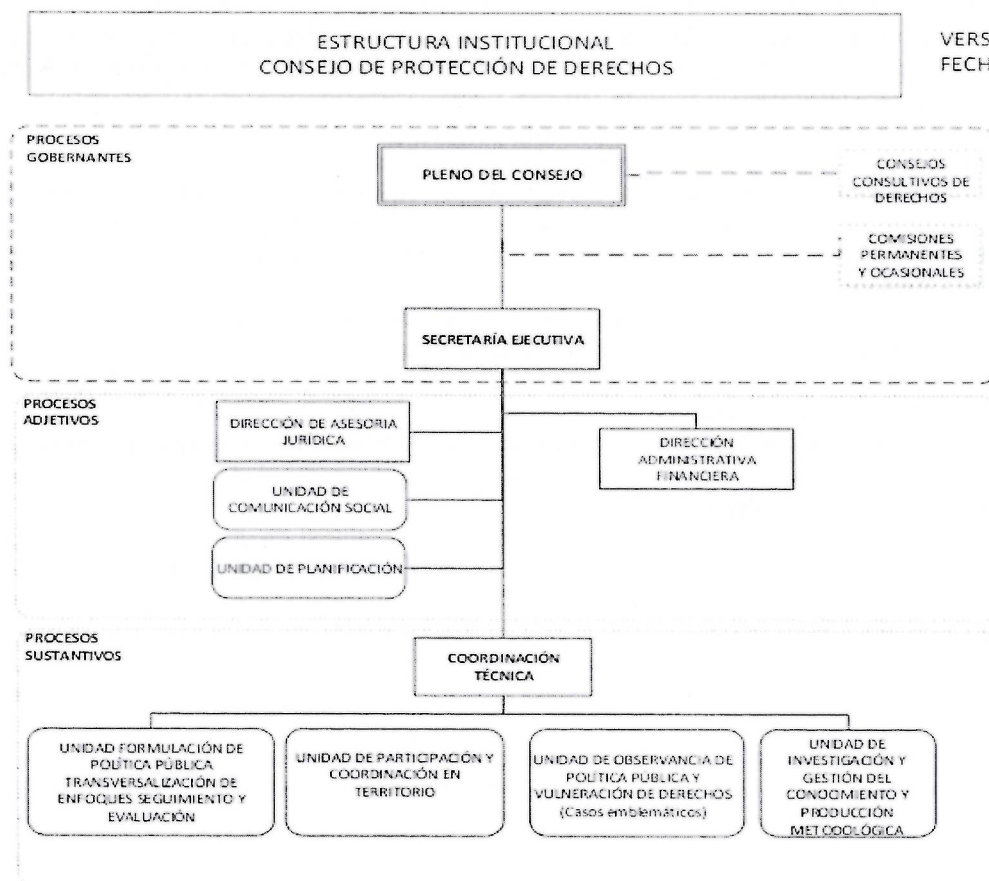 ESTRUCTURA INSTITUCIONAL
CONSEJO DE PROTECCIÓN DE DERECHOS
VERS
FECH
PROCESOS
GOBERNANTES
PLENO DEL CONSEJO
CONSEJOS
CONSULTIVOS DE
DERECHOS
COMISIONES
PERMANENTES
Y OCASIONALES
SECRETARÍA EJECUTIVA
PROCESOS
ADJETIVOS
DIRECCIÓN DE ASESORIA
JURIDICA
DIRECCIÓN
ADMINISTRATIVA
FINANCIERA
UNIDAD DE
COMUNICACIÓN SOCIAL
UNIDAD DE PLANIFICACIÓN
PROCESOS
SUSTANTIVOS
COORDINACIÓN
TÉCNICA
UNIDAD FORMULACIÓN DE
POLÍTICA PÚBLICA
TRANSVERSALIZACIÓN DE
ENFOQUES SEGUIMIENTO Y
EVALUACIÓN
UNIDAD DE PARTICIPACIÓN Y
COORDINACIÓN EN
TERRITORIO
UNIDAD DE OBSERVANCIA DE
POLÍTICA PUBLICA Y
VULNERACIÓN DE DERECHOS
(Casos emblemáticos)
UNIDAD DE
INVESTIGACIÓN Y
GESTIÓN DEL
CONOCIMIENTO Y
PRODUCCIÓN
METODOLÓGICA